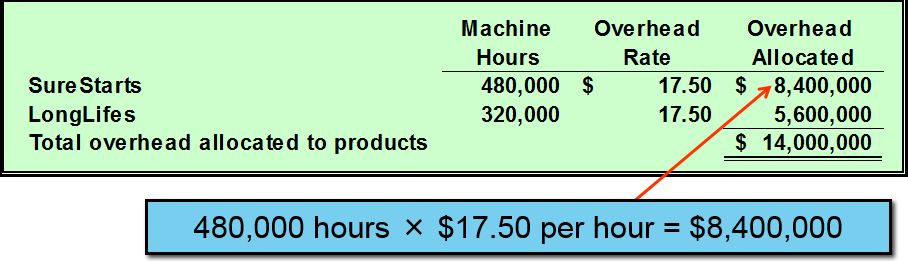 Machine Overhead Overhead
Hours Rate Allocated
SureStarts 480,000 $ 17.50 $ 8,400,000
LongLifes 320,000 17.50 5,600,000
Total overhead allocated to products $ 14,000,000
480,000 hours × $17.50 per hour = $8,400,000